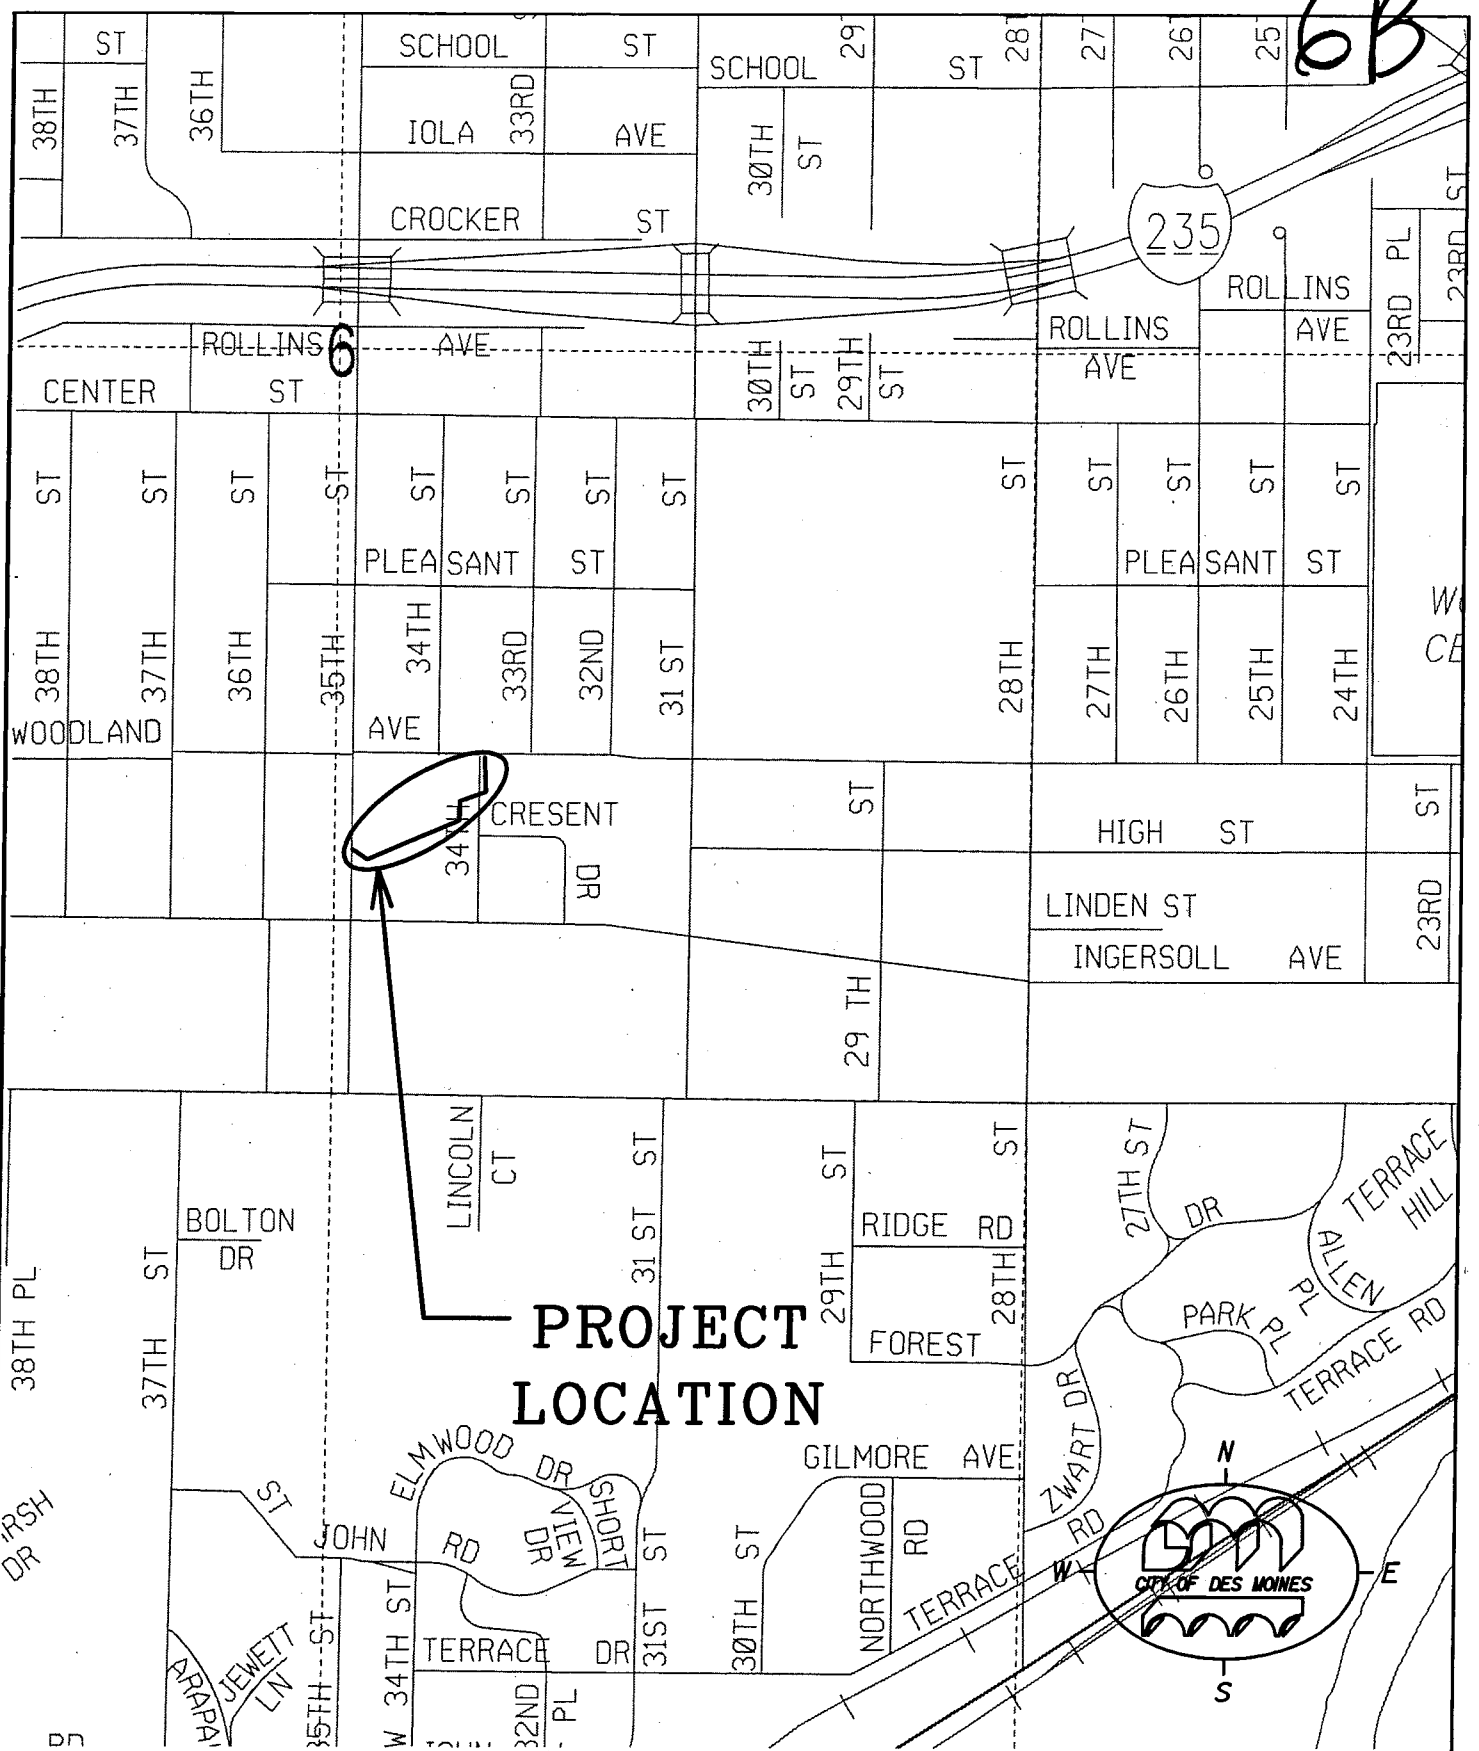 6B
ST
SCHOOL ST
SCHOOL ST
29
28
27
26
25
38TH
37TH
36TH
33RD
IOLA AVE
30TH ST
CROCKER ST
235
ST
23RD PL
23RD
ROLLINS AVE
ROLLINS AVE
ROLLINS AVE
6
CENTER ST
30TH ST
29TH ST
ST ST ST ST ST ST ST ST
ST ST ST ST ST
PLEASANT ST
PLEASANT ST
38TH
37TH
36TH
35TH
34TH
33RD
32ND
31 ST
28TH
27TH
26TH
25TH
24TH
WOODLAND AVE
34TH
CRESENT DR
ST
HIGH ST
ST
LINDEN ST
23RD
INGERSOLL AVE
29 TH
LINCOLN CT
31 ST ST
29TH ST
28TH ST
27TH ST
DR
TERRACE HILL
BOLTON DR
RIDGE RD
ALLEN PL
38TH PL
37TH ST
PROJECT
LOCATION
FOREST
PARK PL
TERRACE RD
ELMWOOD DR
GILMORE AVE
ZWART DR
ST
JOHN RD
VIEW DR
SHORT
31ST ST
30TH ST
NORTHWOOD RD
TERRACE RD
N
W
E
S
CITY OF DES MOINES
DR
JEWETT LN
35TH ST
W 34TH ST
TERRACE DR
32ND PL